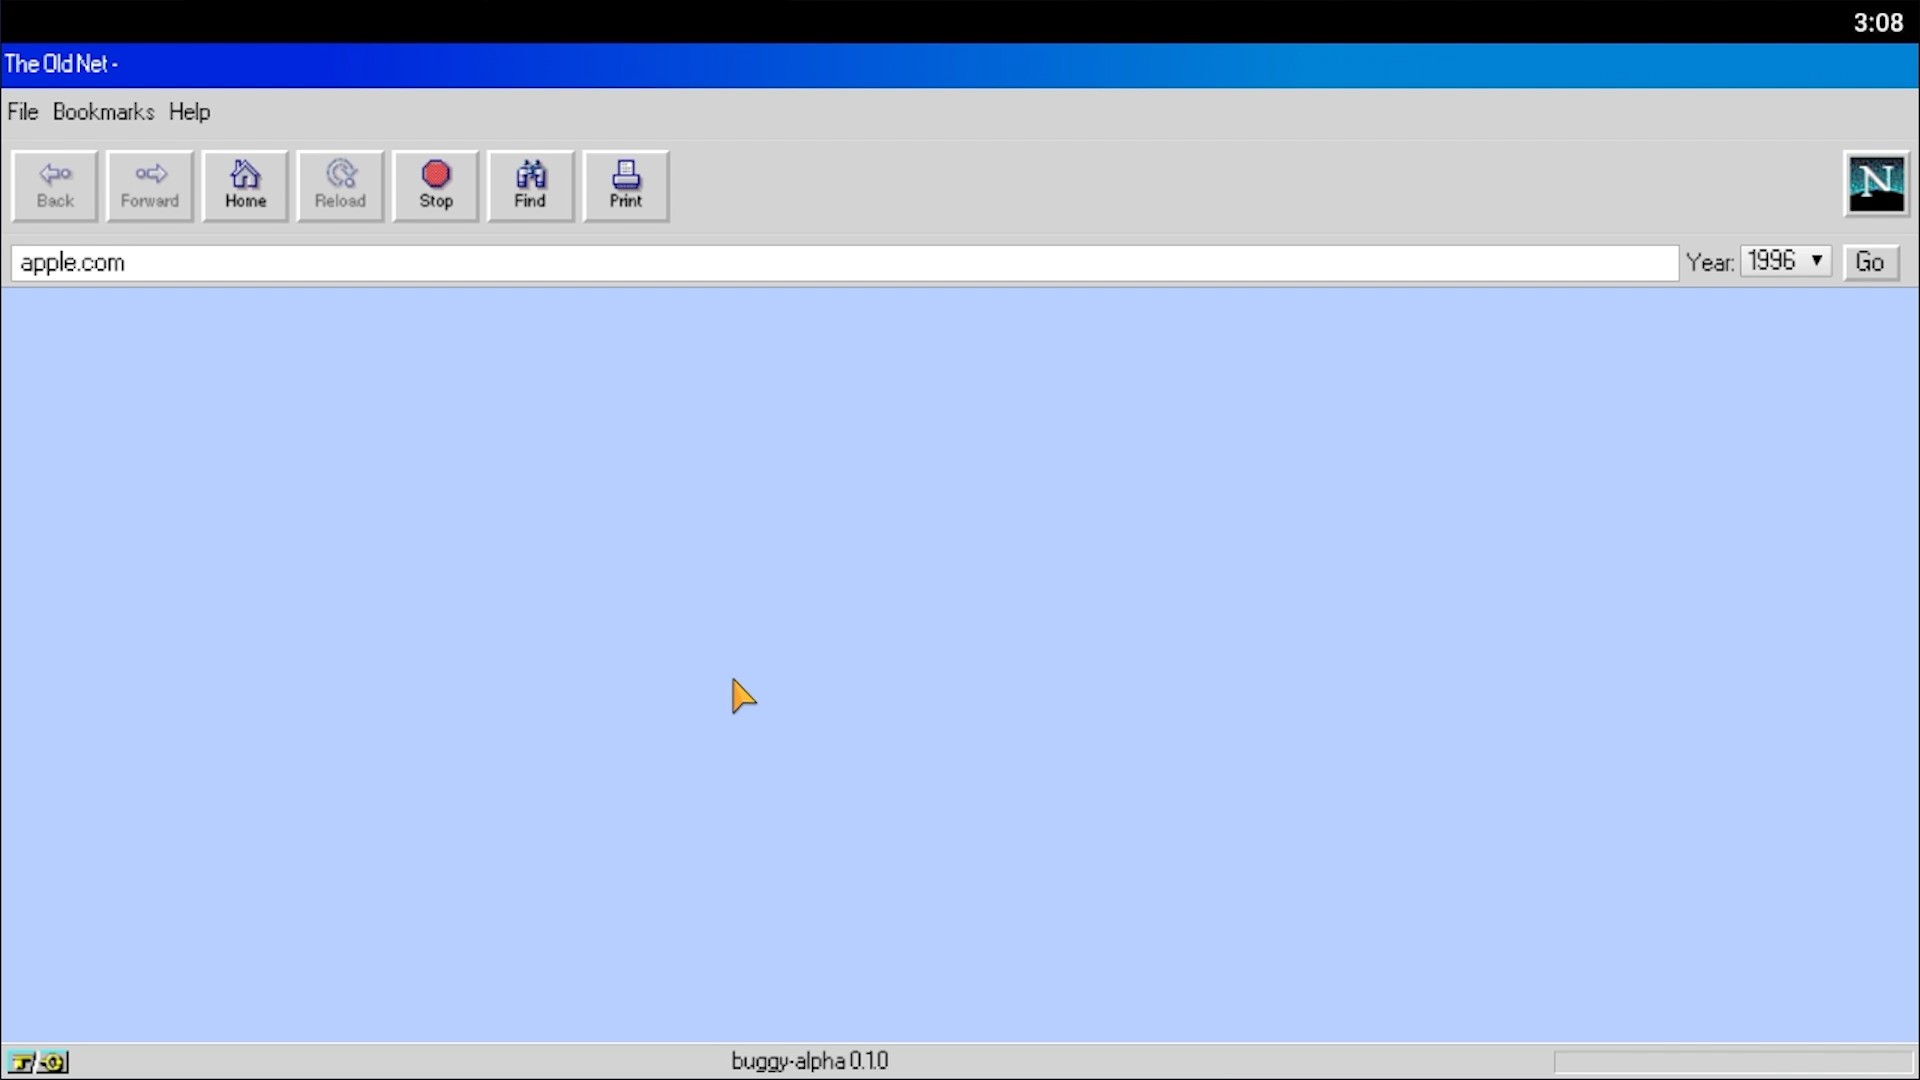 3:08
The Old Net -
File Bookmarks Help
Back Forward Home Reload Stop Find Print
N
apple.com Year: 1996 Go
buggy-alpha 0.1.0